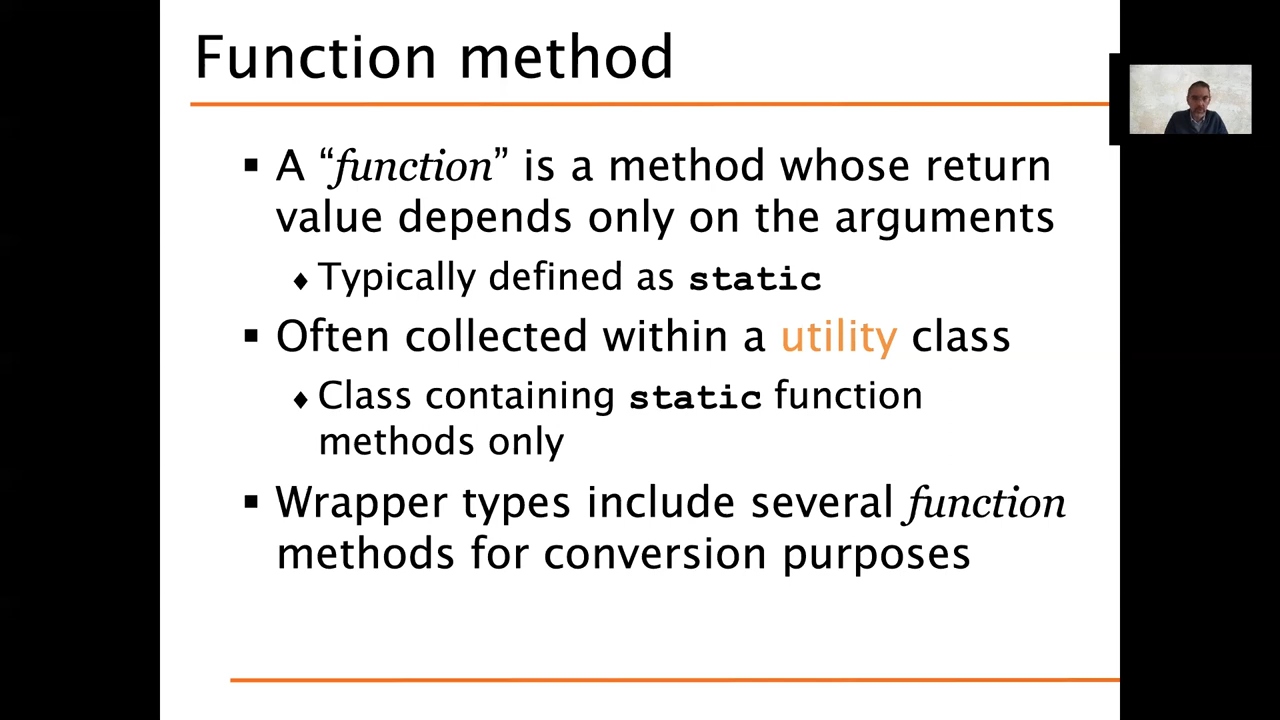 Function method
▪ A “function” is a method whose return
value depends only on the arguments
♦ Typically defined as static
▪ Often collected within a utility class
♦ Class containing static function
methods only
▪ Wrapper types include several function
methods for conversion purposes